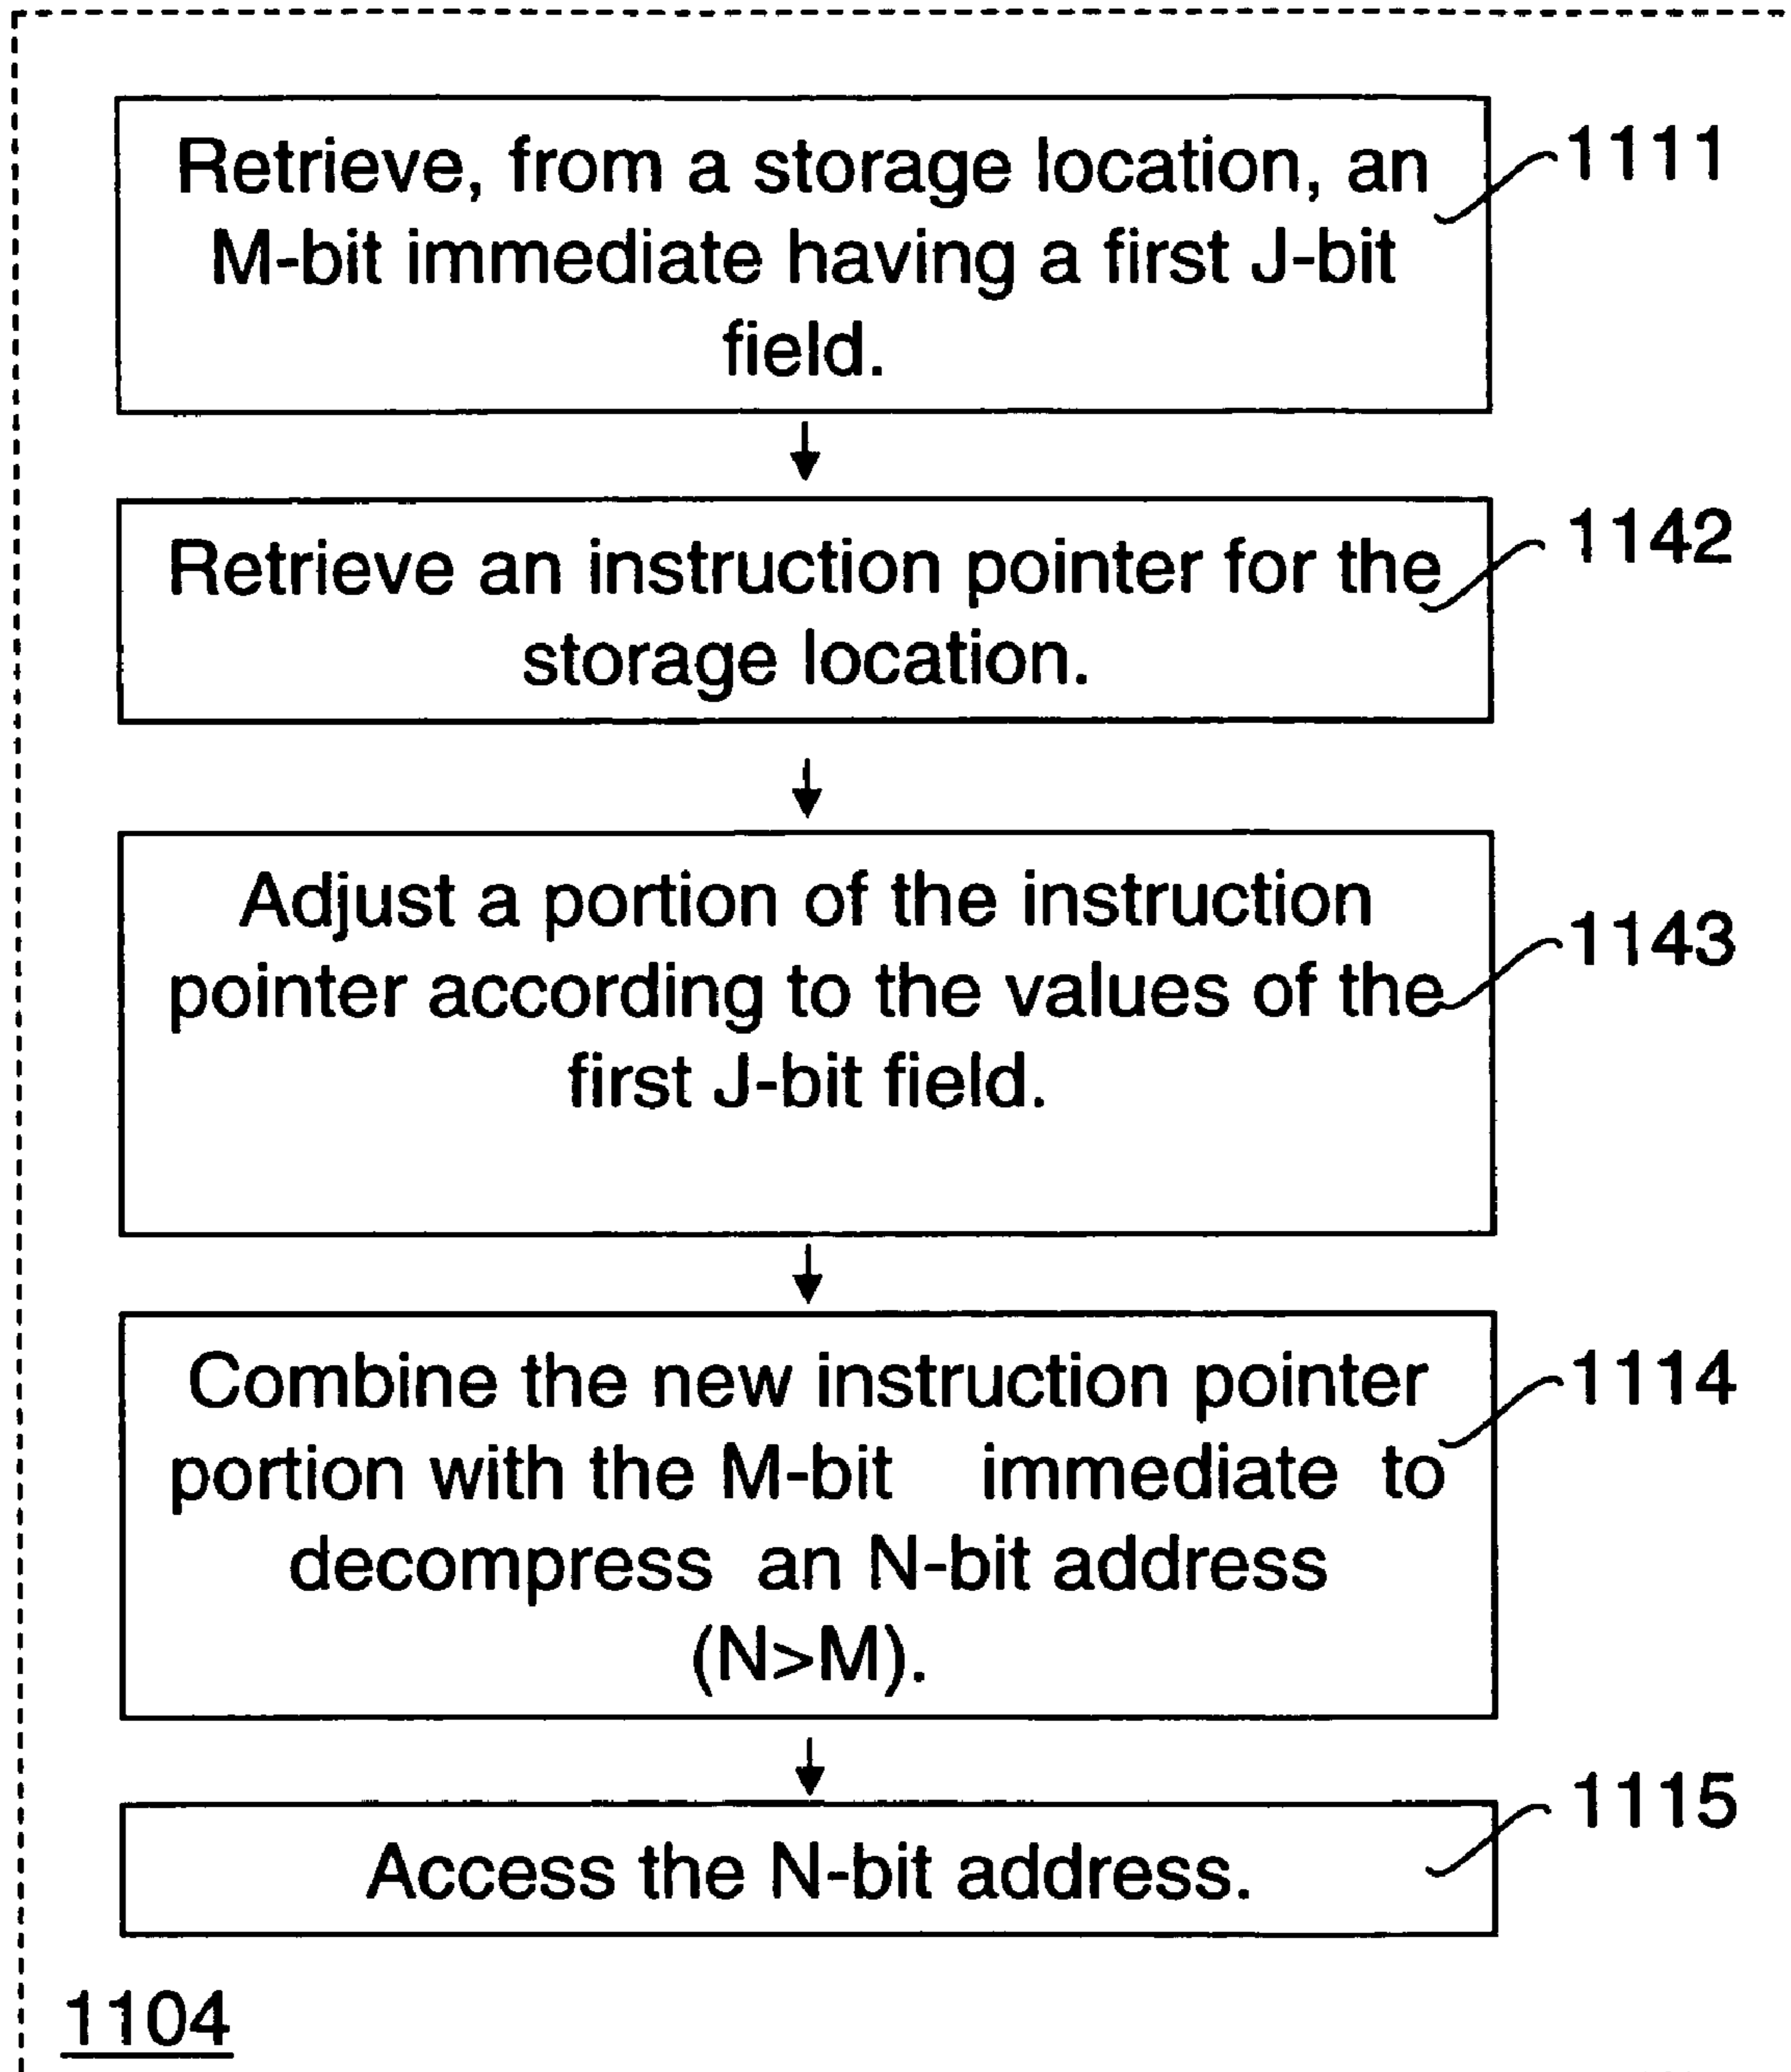 Retrieve, from a storage location, an
M-bit immediate having a first J-bit
field.
1111
Retrieve an instruction pointer for the
storage location.
1142
Adjust a portion of the instruction
pointer according to the values of the
first J-bit field.
1143
Combine the new instruction pointer
portion with the M-bit immediate to
decompress an N-bit address
(N>M).
1114
Access the N-bit address.
1115
1104